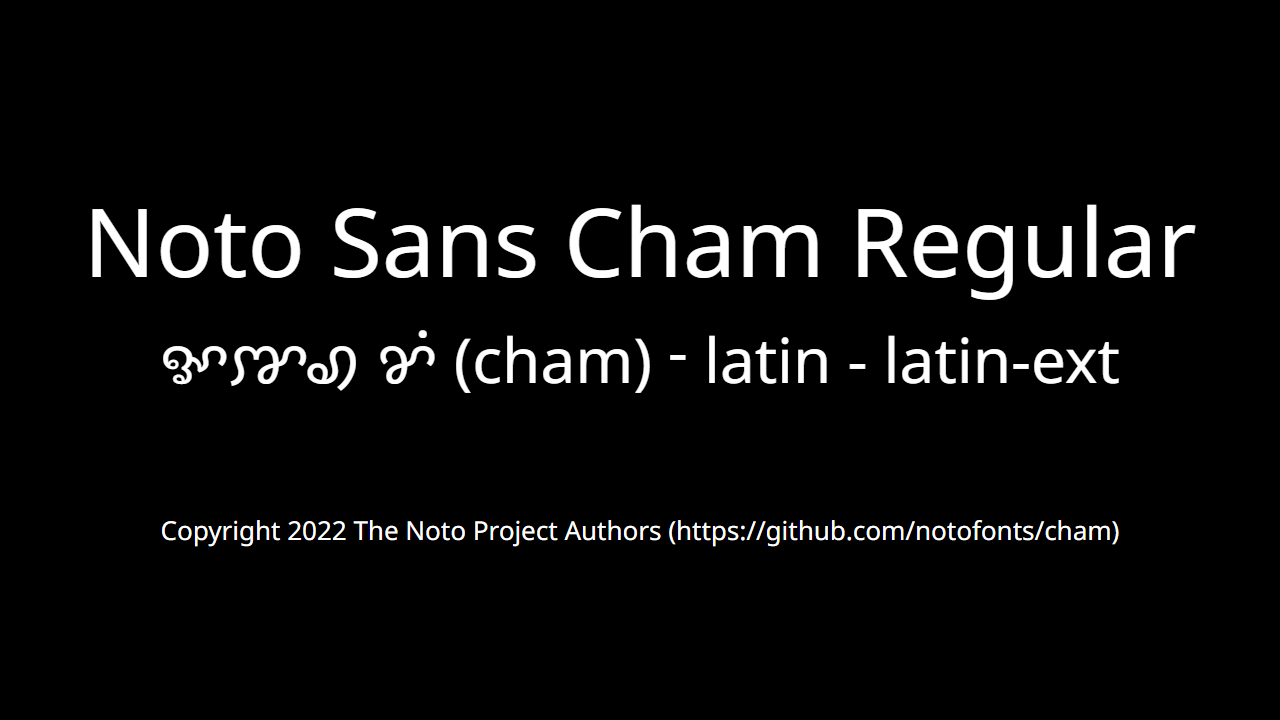 Noto Sans Cham Regular
(cham) - latin - latin-ext
Copyright 2022 The Noto Project Authors (https://github.com/notofonts/cham)